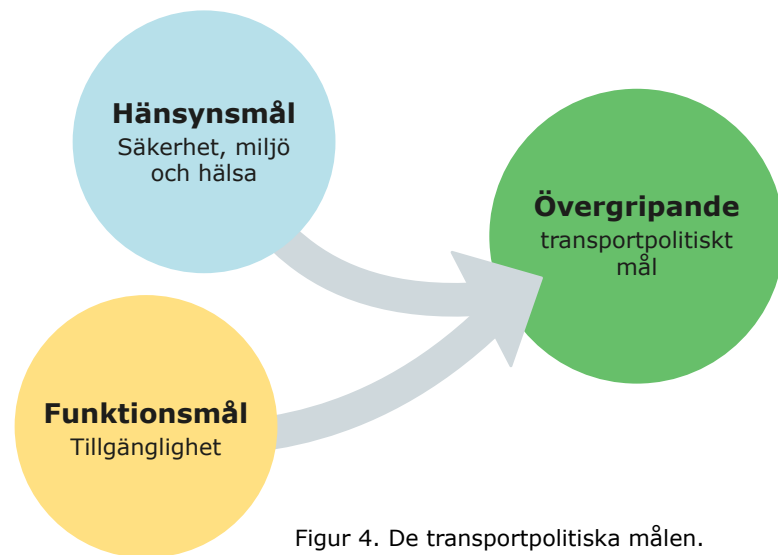 Hänsynsmål
Säkerhet, miljö
och hälsa
Övergripande
transportpolitiskt
mål
Funktionsmål
Tillgänglighet
Figur 4. De transportpolitiska målen.